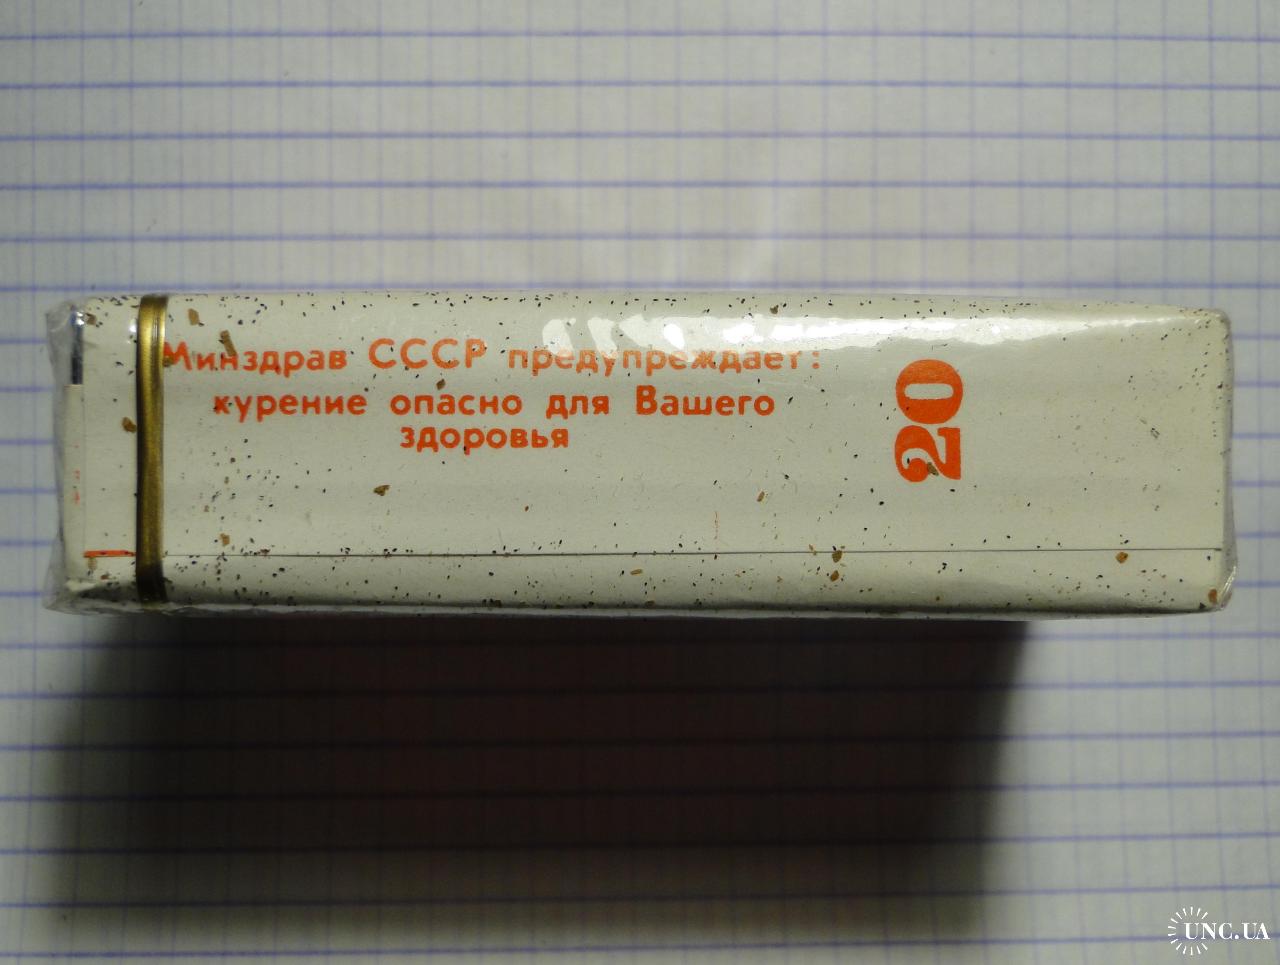 Минздрав СССР предупреждает:
курение опасно для Вашего
здоровья
20
UNC.UA